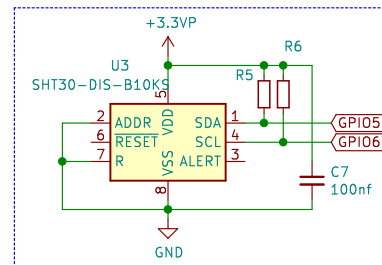 +3.3VP
U3
SHT30-DIS-B10KS
R5
R6
5
VDD
2 ADDR
SDA 1
GPIO5
6 RESET
SCL 4
GPIO6
7 R
ALERT 3
VSS
8
C7
100nf
GND